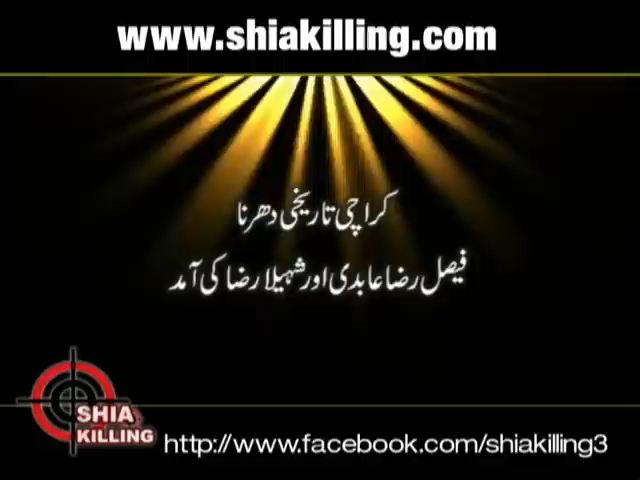 www.shiakilling.com
کراچی تاریخی دھرنا
فیصل رضا عابدی اور شہیلا رضا کی آمد
SHIA
KILLING
http://www.facebook.com/shiakilling3